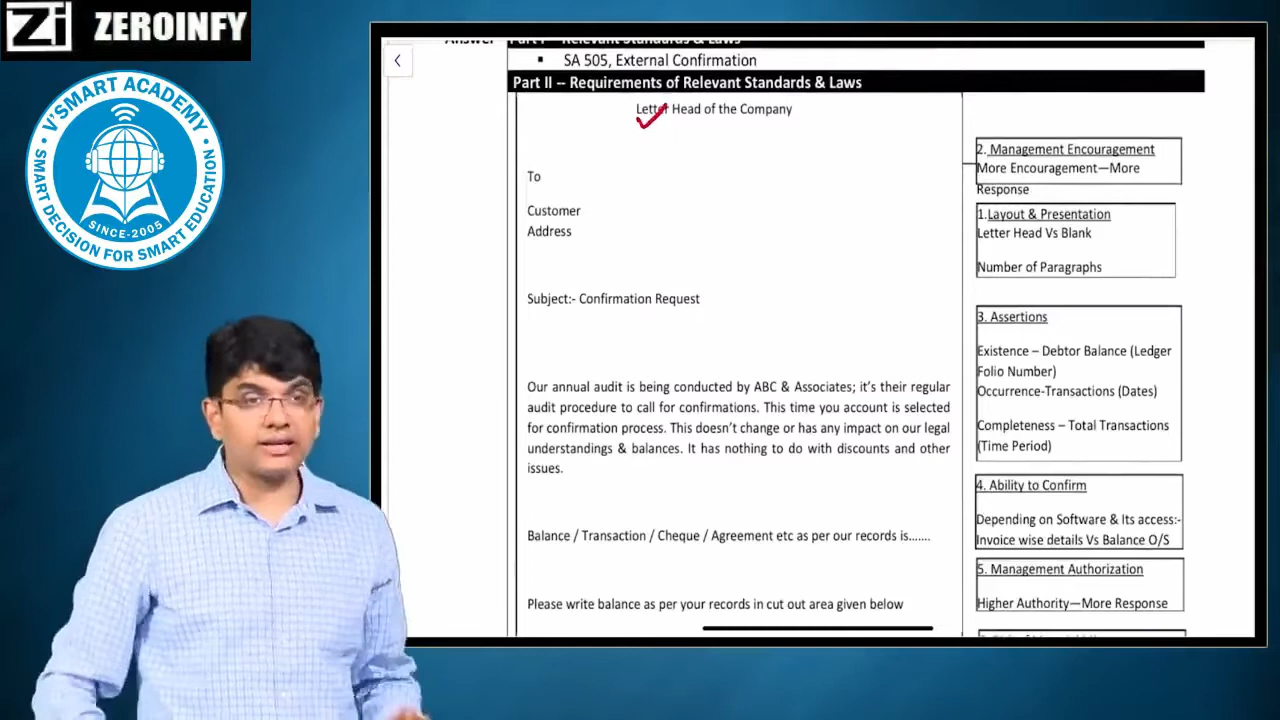 Zi ZEROINFY
V'SMART ACADEMY
SMART DECISION FOR SMART EDUCATION
SINCE-2005
Answer
SA 505, External Confirmation
Part II -- Requirements of Relevant Standards & Laws
Letter Head of the Company
To
Customer
Address
Subject:- Confirmation Request
Our annual audit is being conducted by ABC & Associates; it's their regular
audit procedure to call for confirmations. This time you account is selected
for confirmation process. This doesn't change or has any impact on our legal
understandings & balances. It has nothing to do with discounts and other
issues.
Balance / Transaction / Cheque / Agreement etc as per our records is.......
Please write balance as per your records in cut out area given below
2. Management Encouragement
More Encouragement—More
Response
1.Layout & Presentation
Letter Head Vs Blank
Number of Paragraphs
3. Assertions
Existence – Debtor Balance (Ledger
Folio Number)
Occurrence-Transactions (Dates)
Completeness – Total Transactions
(Time Period)
4. Ability to Confirm
Depending on Software & Its access:-
Invoice wise details Vs Balance O/S
5. Management Authorization
Higher Authority—More Response